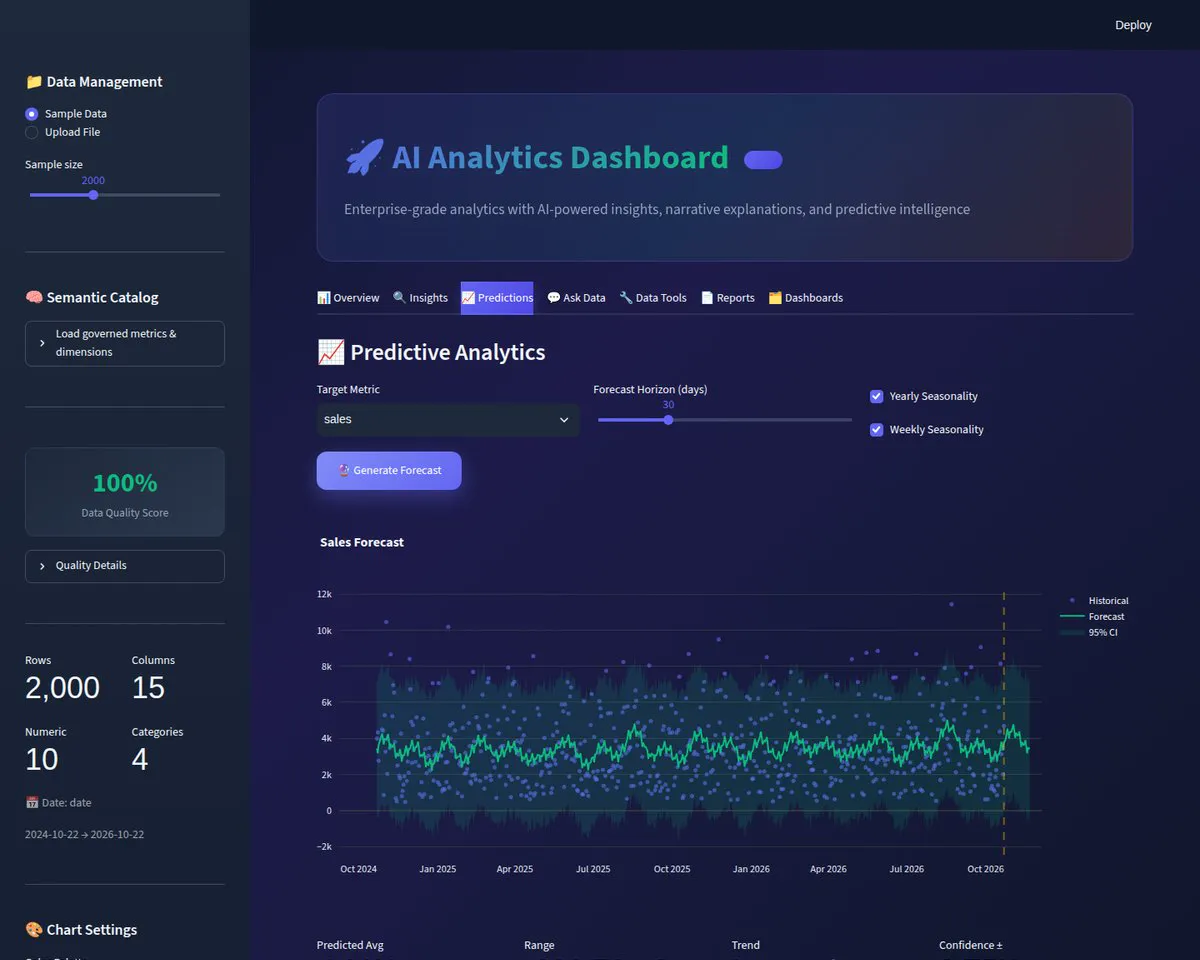 Deploy
📁 Data Management
Sample Data
Upload File
Sample size
2000
🧠 Semantic Catalog
Load governed metrics &
dimensions
100%
Data Quality Score
Quality Details
Rows
Columns
2,000
15
Numeric
Categories
10
4
📅 Date: date
2024-10-22 → 2026-10-22
🎨 Chart Settings
🚀 AI Analytics Dashboard
Enterprise-grade analytics with AI-powered insights, narrative explanations, and predictive intelligence
📊 Overview
🔍 Insights
📈 Predictions
💬 Ask Data
🔧 Data Tools
📄 Reports
🗂️ Dashboards
📈 Predictive Analytics
Target Metric
sales
Forecast Horizon (days)
30
Yearly Seasonality
Weekly Seasonality
🔮 Generate Forecast
Sales Forecast
12k
10k
8k
6k
4k
2k
0
−2k
Oct 2024
Jan 2025
Apr 2025
Jul 2025
Oct 2025
Jan 2026
Apr 2026
Jul 2026
Oct 2026
Historical
Forecast
95% CI
Predicted Avg
Range
Trend
Confidence ±